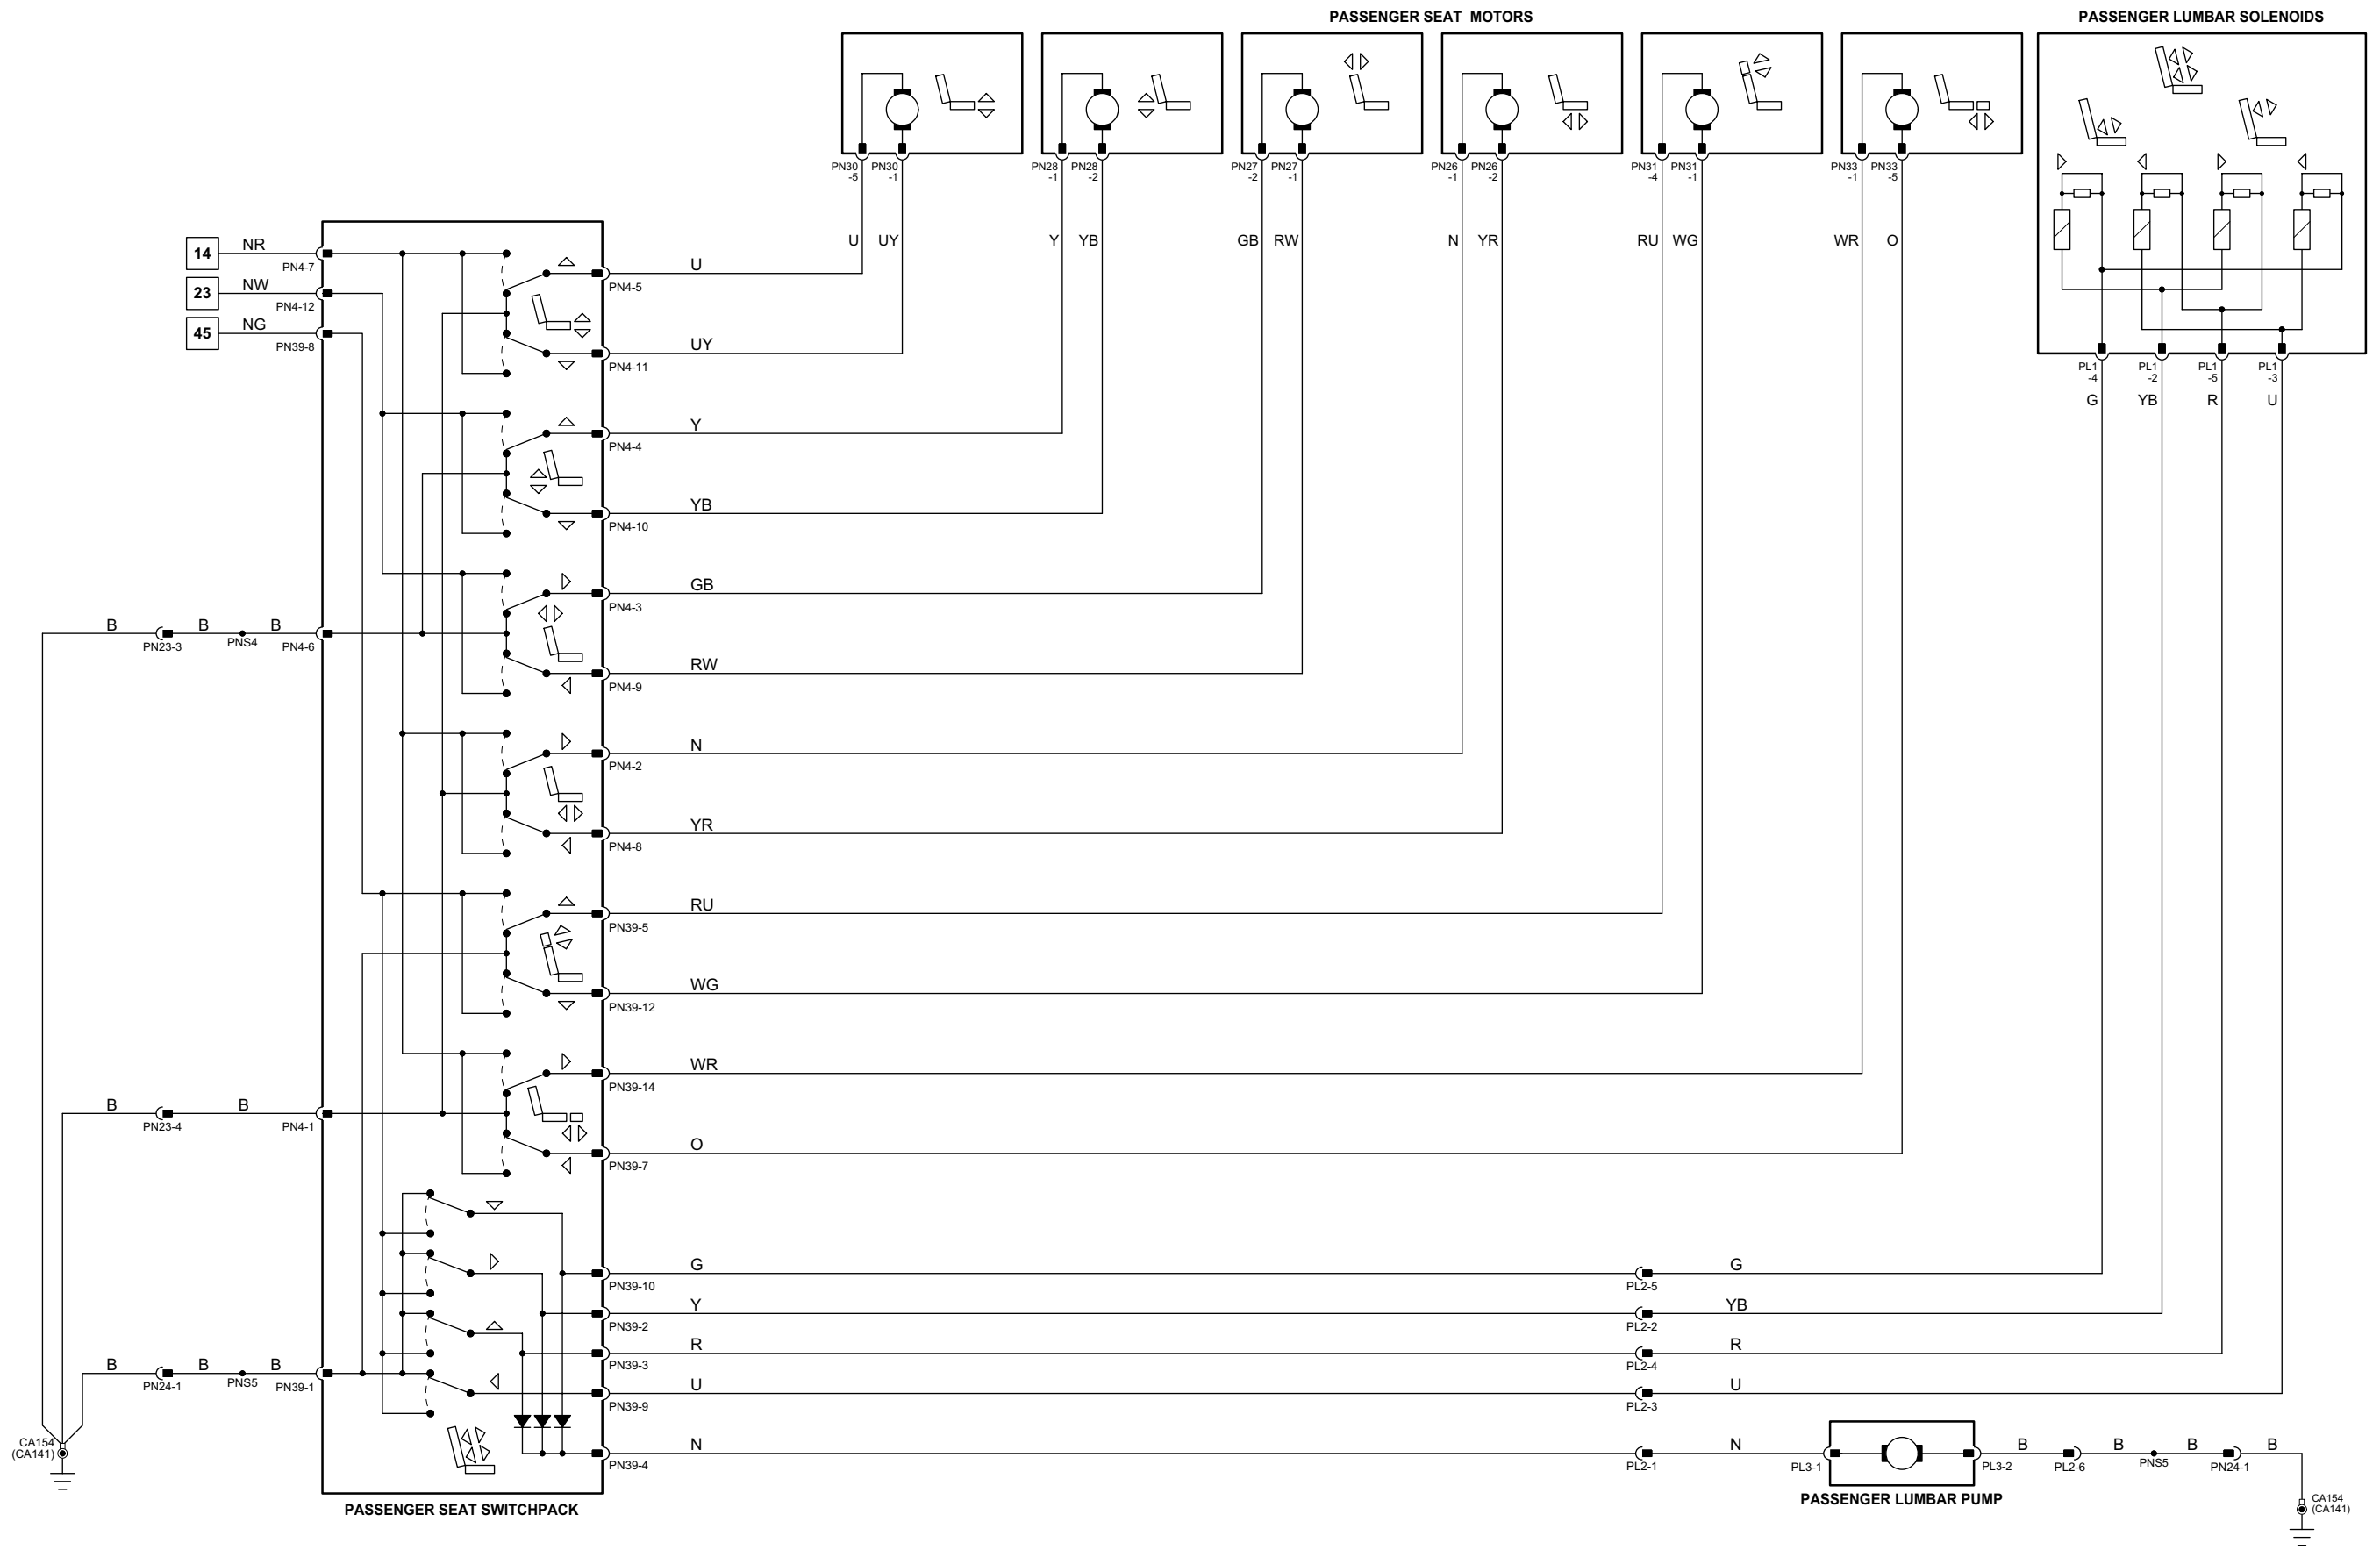 PASSENGER SEAT MOTORS
PASSENGER LUMBAR SOLENOIDS
PN30 -5
PN30 -1
PN28 -1
PN28 -2
PN27 -2
PN27 -1
PN26 -1
PN26 -2
PN31 -4
PN31 -1
PN33 -1
PN33 -5
U UY Y YB GB RW N YR RU WG WR O
PL1 -4
PL1 -2
PL1 -5
PL1 -3
G YB R U
14 NR PN4-7
23 NW PN4-12
45 NG PN39-8
U PN4-5
UY PN4-11
Y PN4-4
YB PN4-10
GB PN4-3
B PN23-3 B PNS4 B PN4-6
RW PN4-9
N PN4-2
YR PN4-8
RU PN39-5
WG PN39-12
WR PN39-14
B PN23-4 B PN4-1
O PN39-7
G PN39-10 PL2-5 G
Y PN39-2 PL2-2 YB
R PN39-3 PL2-4 R
B PN24-1 B PNS5 B PN39-1
U PN39-9 PL2-3 U
CA154
(CA141)
N PN39-4 PL2-1 N PL3-1 PL3-2 B PL2-6 B PNS5 B PN24-1 B
PASSENGER LUMBAR PUMP
CA154
(CA141)
PASSENGER SEAT SWITCHPACK